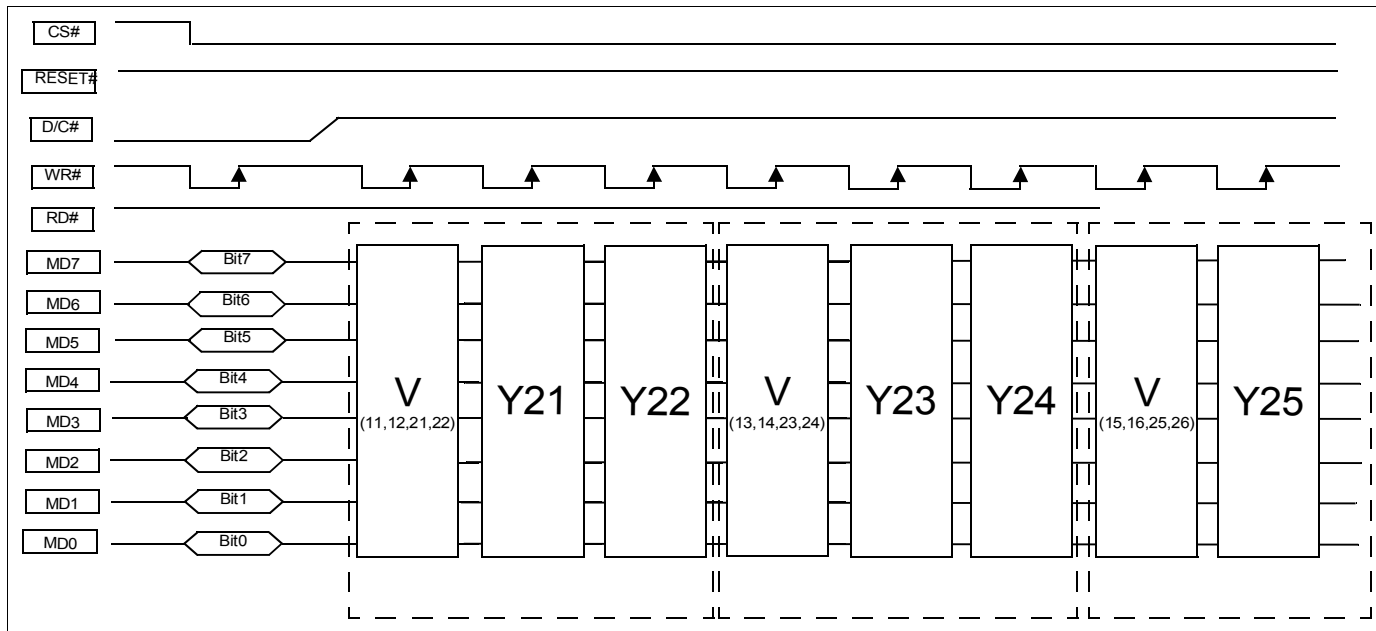 CS#
RESET#
D/C#
WR#
RD#
MD7 Bit7
MD6 Bit6
MD5 Bit5
MD4 Bit4
MD3 Bit3
MD2 Bit2
MD1 Bit1
MD0 Bit0
V
(11,12,21,22)
Y21
Y22
V
(13,14,23,24)
Y23
Y24
V
(15,16,25,26)
Y25